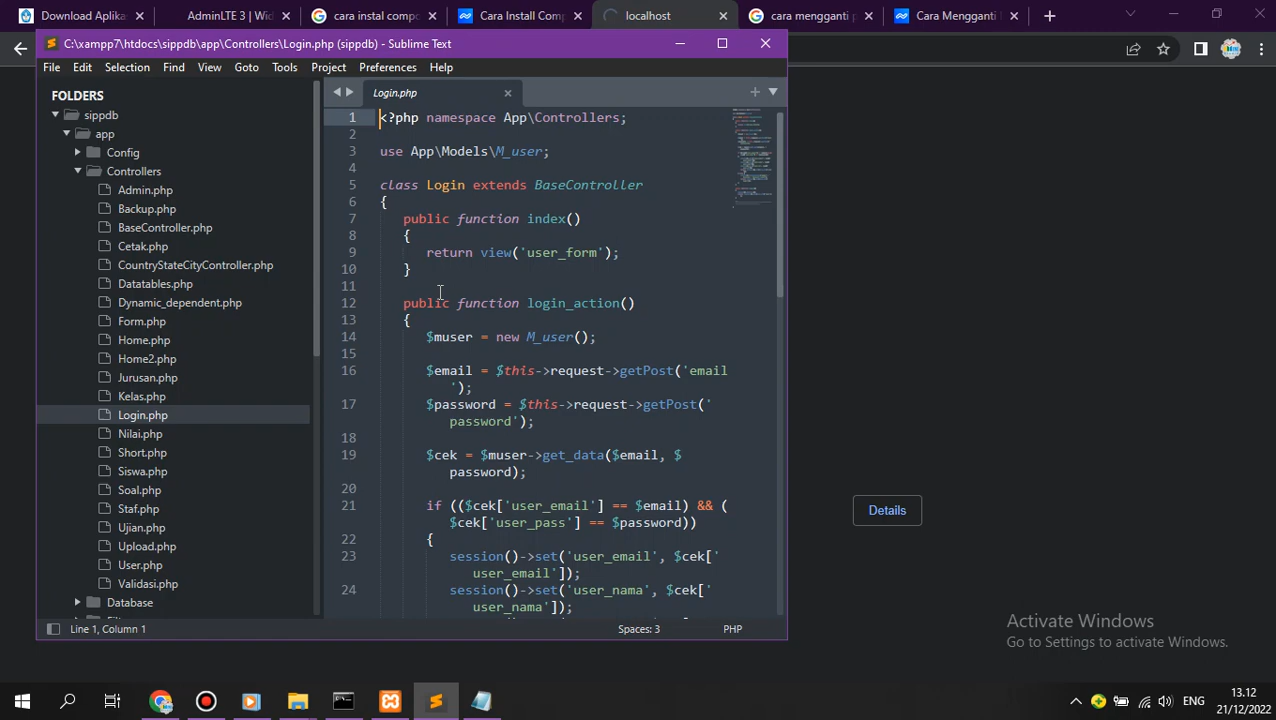 Download Aplika
AdminLTE 3 | Wid
cara instal compo
Cara Install Comp
localhost
cara mengganti p
Cara Mengganti
C:\xampp7\htdocs\sippdb\app\Controllers\Login.php (sippdb) - Sublime Text
File Edit Selection Find View Goto Tools Project Preferences Help
FOLDERS
sippdb
app
Config
Controllers
Admin.php
Backup.php
BaseController.php
Cetak.php
CountryStateCityController.php
Datatables.php
Dynamic_dependent.php
Form.php
Home.php
Home2.php
Jurusan.php
Kelas.php
Login.php
Nilai.php
Short.php
Siswa.php
Soal.php
Staf.php
Ujian.php
Upload.php
User.php
Validasi.php
Database
Login.php
1 <?php namespace App\Controllers;
2
3 use App\Models\M_user;
4
5 class Login extends BaseController
6 {
7 public function index()
8 {
9 return view('user_form');
10 }
11
12 public function login_action()
13 {
14 $muser = new M_user();
15
16 $email = $this->request->getPost('email
');
17 $password = $this->request->getPost('
password');
18
19 $cek = $muser->get_data($email, $
password);
20
21 if (($cek['user_email'] == $email) && (
$cek['user_pass'] == $password))
22 {
23 session()->set('user_email', $cek['
user_email']);
24 session()->set('user_nama', $cek['
user_nama']);
Line 1, Column 1
Spaces: 3
PHP
Details
Activate Windows
Go to Settings to activate Windows.
ENG
13.12
21/12/2022